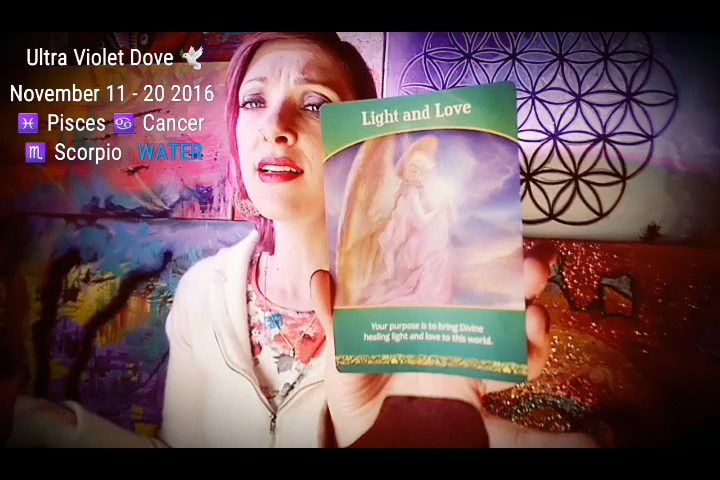 Ultra Violet Dove 🕊
November 11 - 20 2016
♓ Pisces ♋ Cancer
♏ Scorpio WATER
Light and Love
Your purpose is to bring Divine
healing light and love to this world.